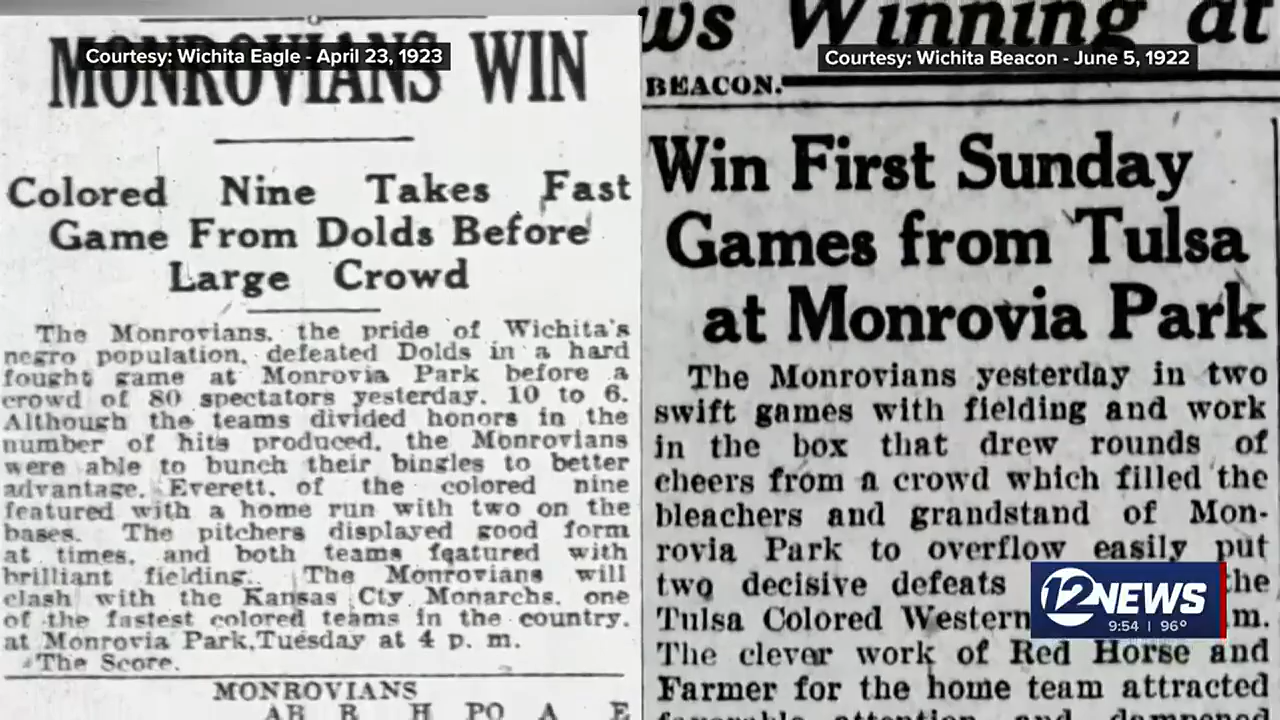 MONROVIANS WIN
Courtesy: Wichita Eagle - April 23, 1923
Colored Nine Takes Fast
Game From Dolds Before
Large Crowd
The Monrovians, the pride of Wichita's
negro population, defeated Dolds in a hard
fought game at Monrovia Park before a
crowd of 80 spectators yesterday, 10 to 6.
Although the teams divided honors in the
number of hits produced, the Monrovians
were able to bunch their bingles to better
advantage. Everett, of the colored nine
featured with a home run with two on the
bases. The pitchers displayed good form
at times, and both teams featured with
brilliant fielding. The Monrovians will
clash with the Kansas Cty Monarchs, one
of the fastest colored teams in the country,
at Monrovia Park, Tuesday at 4 p. m.
The Score.
MONROVIANS
AB R H PO A E
ws Winning at
Courtesy: Wichita Beacon - June 5, 1922
BEACON.
Win First Sunday
Games from Tulsa
at Monrovia Park
The Monrovians yesterday in two
swift games with fielding and work
in the box that drew rounds of
cheers from a crowd which filled the
bleachers and grandstand of Mon-
rovia Park to overflow easily put
two decisive defeats the
Tulsa Colored Western m.
The clever work of Red Horse and
Farmer for the home team attracted
favorable attention and dampened
12 NEWS
9:54 | 96°